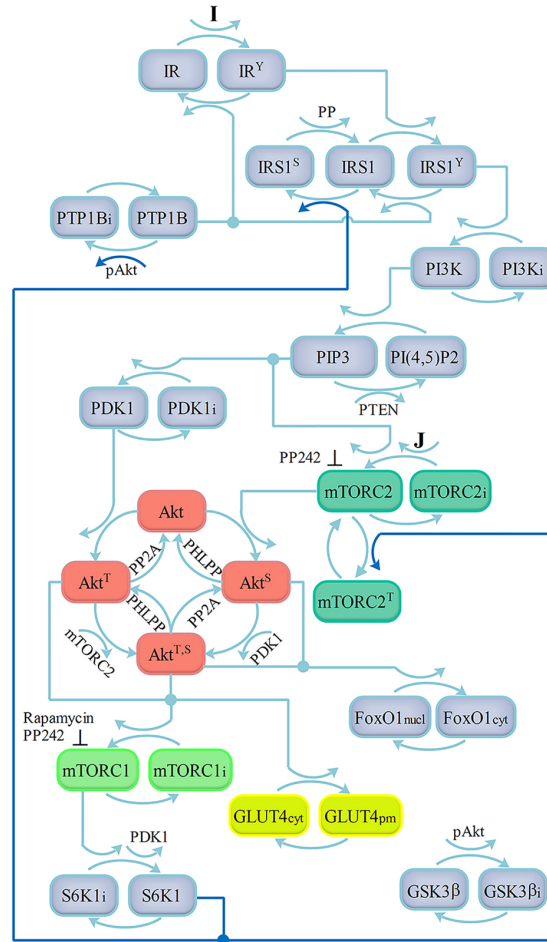 I
IR
IRʸ
PP
IRS1ˢ
IRS1
IRS1ʸ
PTP1Bi
PTP1B
pAkt
PI3K
PI3Ki
PIP3
PI(4,5)P2
PTEN
PDK1
PDK1i
J
PP242
mTORC2
mTORC2i
Akt
PP2A
PHLPP
Aktᵀ
Aktˢ
mTORC2ᵀ
PHLPP
PP2A
mTORC2
Aktᵀ,ˢ
PDK1
Rapamycin
PP242
FoxO1nucl
FoxO1cyt
mTORC1
mTORC1i
GLUT4cyt
GLUT4pm
PDK1
pAkt
S6K1i
S6K1
GSK3β
GSK3βi